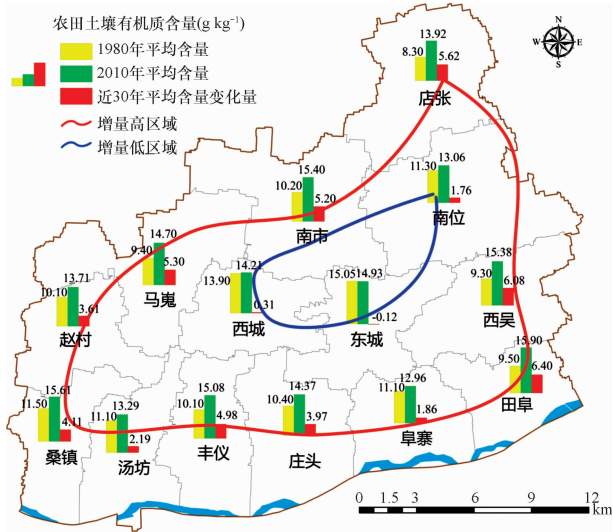 农田土壤有机质含量(g kg⁻¹)
1980年平均含量
2010年平均含量
近30年平均含量变化量
增量高区域
增量低区域
N
W
E
S
13.92
8.30
5.62
店张
15.40
10.20
5.20
南市
13.06
11.30
1.76
南位
14.70
9.40
5.30
马嵬
14.21
13.90
0.31
西城
15.05
14.93
-0.12
东城
15.38
9.30
6.08
西吴
13.71
10.10
3.61
赵村
15.90
9.50
6.40
田阜
15.61
11.50
4.11
桑镇
13.29
11.10
2.19
汤坊
15.08
10.10
4.98
丰仪
14.37
10.40
3.97
庄头
12.96
11.10
1.86
阜寨
0 1.5 3 6 9 12
km